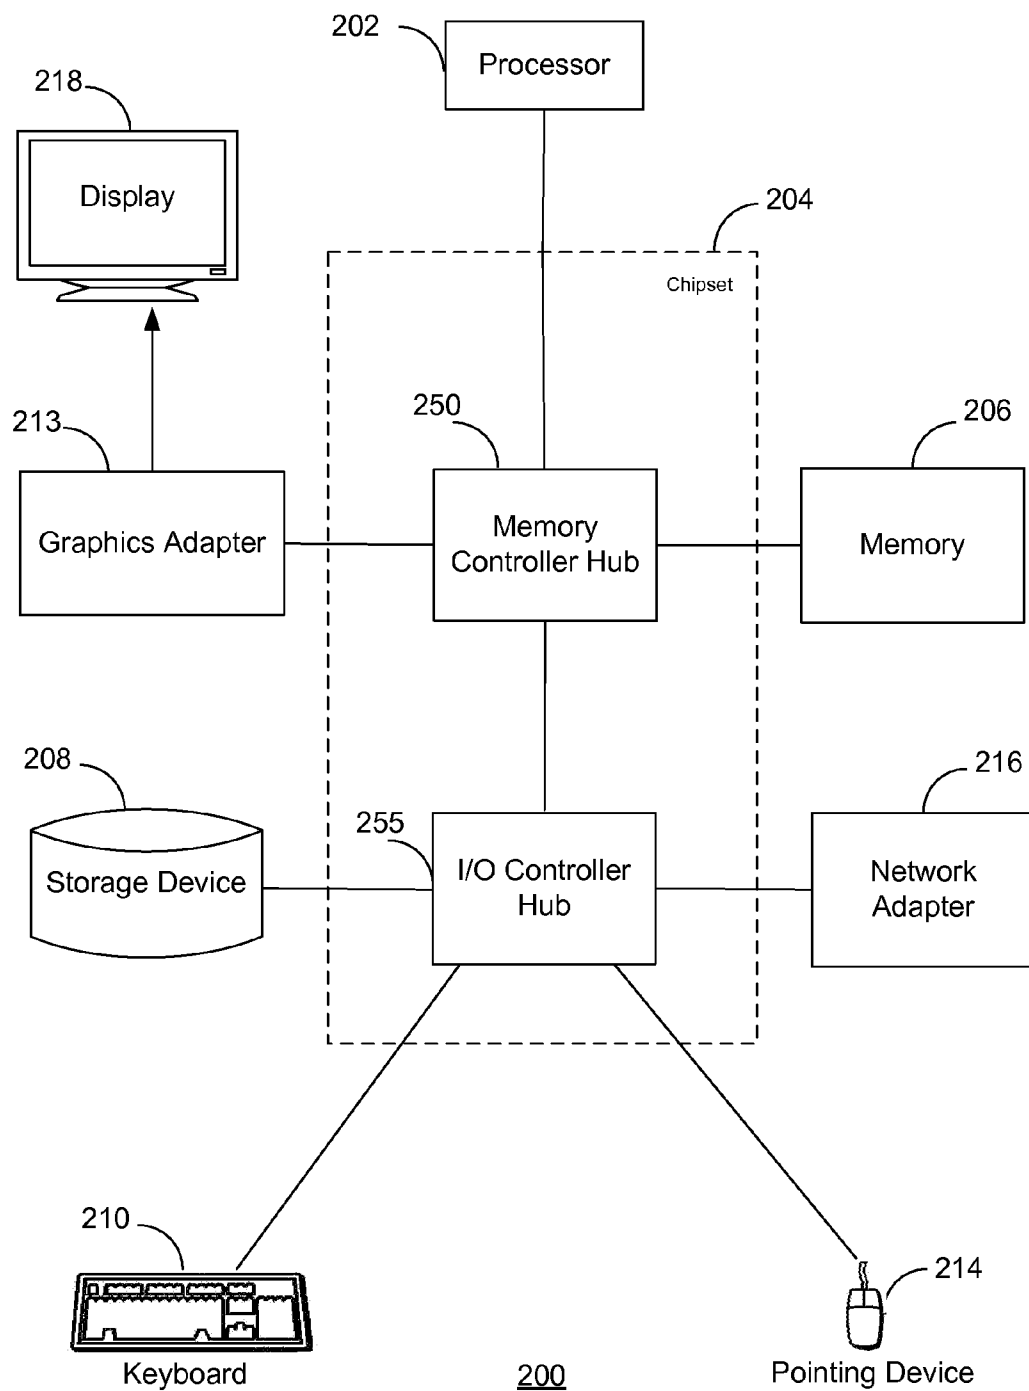 202
Processor
218
Display
204
Chipset
213
250
206
Graphics Adapter
Memory
Controller Hub
Memory
208
255
216
Storage Device
I/O Controller
Hub
Network
Adapter
210
214
Keyboard
200
Pointing Device